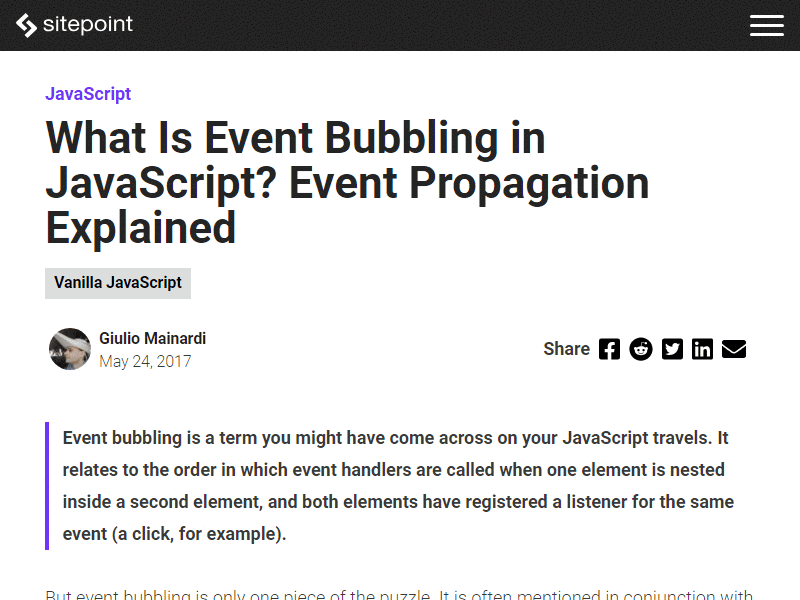 sitepoint
JavaScript
What Is Event Bubbling in
JavaScript? Event Propagation
Explained
Vanilla JavaScript
Giulio Mainardi
May 24, 2017
Share
Event bubbling is a term you might have come across on your JavaScript travels. It
relates to the order in which event handlers are called when one element is nested
inside a second element, and both elements have registered a listener for the same
event (a click, for example).
But event bubbling is only one piece of the puzzle. It is often mentioned in conjunction with